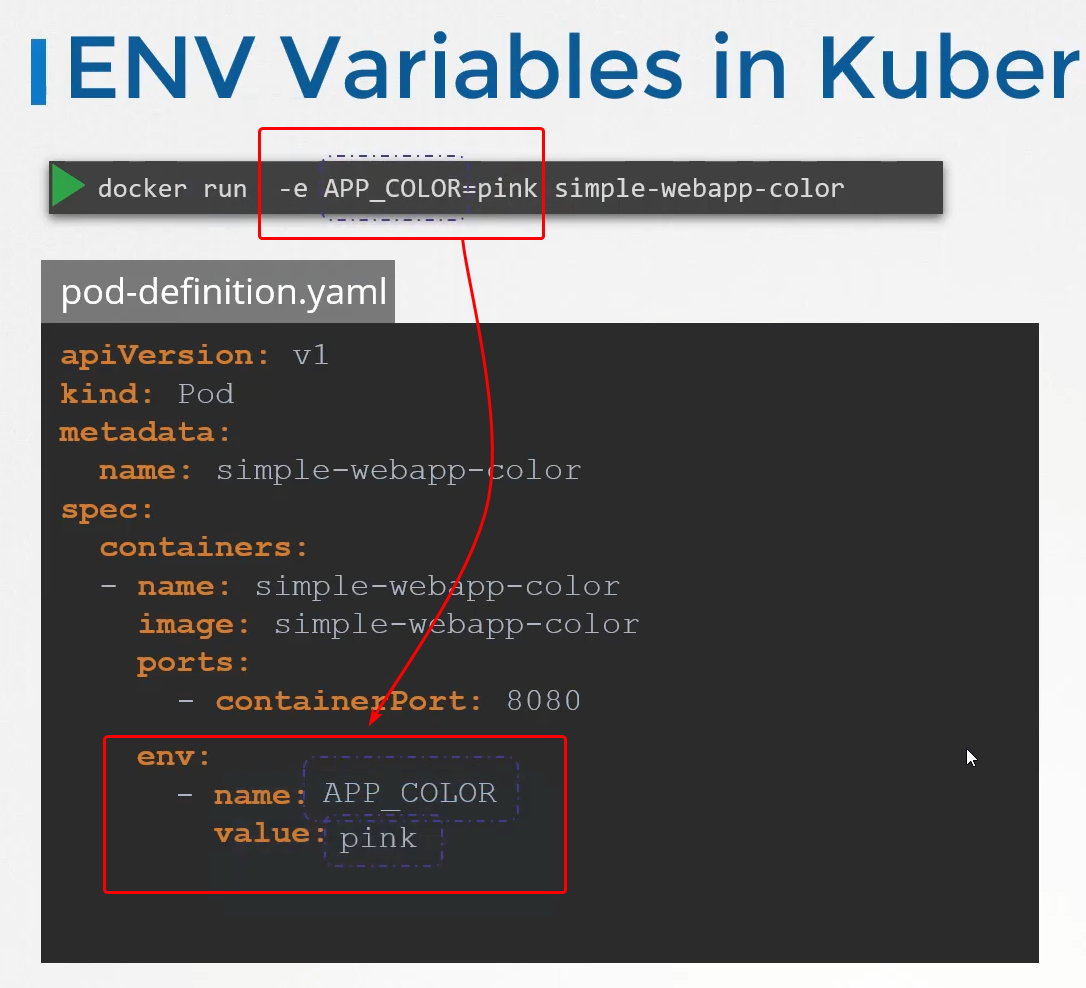 ENV Variables in Kuber
docker run -e APP_COLOR=pink simple-webapp-color
pod-definition.yaml
apiVersion: v1
kind: Pod
metadata:
  name: simple-webapp-color
spec:
  containers:
  - name: simple-webapp-color
    image: simple-webapp-color
    ports:
      - containerPort: 8080
    env:
      - name: APP_COLOR
        value: pink